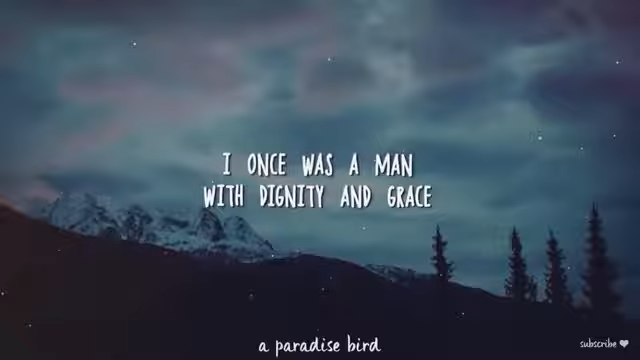 I ONCE WAS A MAN
WITH DIGNITY AND GRACE
a paradise bird
subscribe